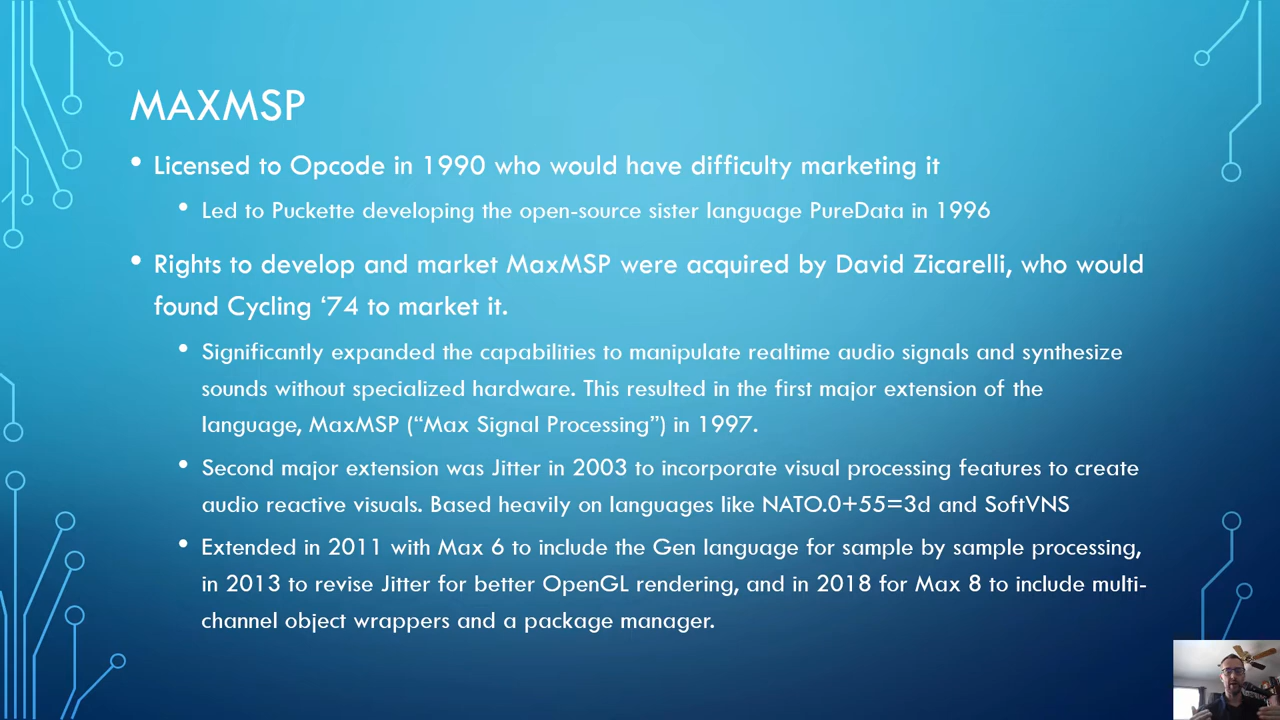 MAXMSP
• Licensed to Opcode in 1990 who would have difficulty marketing it
• Led to Puckette developing the open-source sister language PureData in 1996
• Rights to develop and market MaxMSP were acquired by David Zicarelli, who would
found Cycling ‘74 to market it.
• Significantly expanded the capabilities to manipulate realtime audio signals and synthesize
sounds without specialized hardware. This resulted in the first major extension of the
language, MaxMSP (“Max Signal Processing”) in 1997.
• Second major extension was Jitter in 2003 to incorporate visual processing features to create
audio reactive visuals. Based heavily on languages like NATO.0+55=3d and SoftVNS
• Extended in 2011 with Max 6 to include the Gen language for sample by sample processing,
in 2013 to revise Jitter for better OpenGL rendering, and in 2018 for Max 8 to include multi-
channel object wrappers and a package manager.